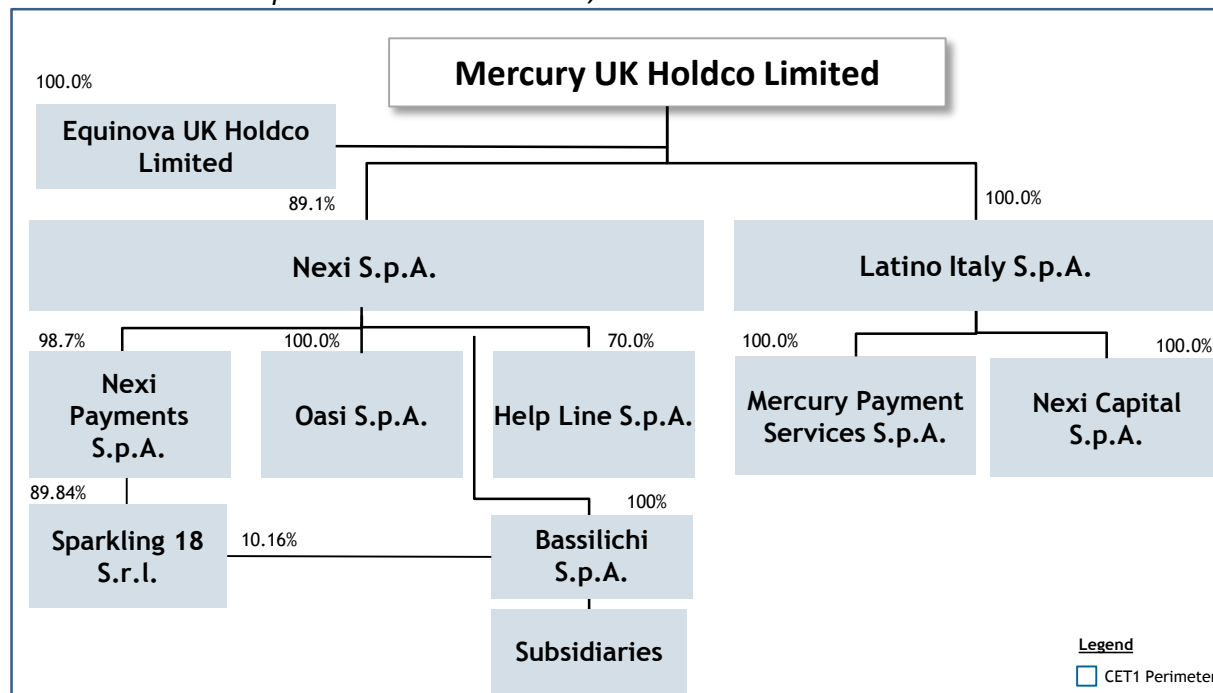 Mercury UK Holdco Limited
100.0%
Equinova UK Holdco
Limited
89.1%
100.0%
Nexi S.p.A.
Latino Italy S.p.A.
98.7%
100.0%
70.0%
100.0%
100.0%
Nexi
Payments
S.p.A.
Oasi S.p.A.
Help Line S.p.A.
Mercury Payment
Services S.p.A.
Nexi Capital
S.p.A.
89.84%
100%
Sparkling 18
S.r.l.
10.16%
Bassilichi
S.p.A.
Subsidiaries
Legend
CET1 Perimeter